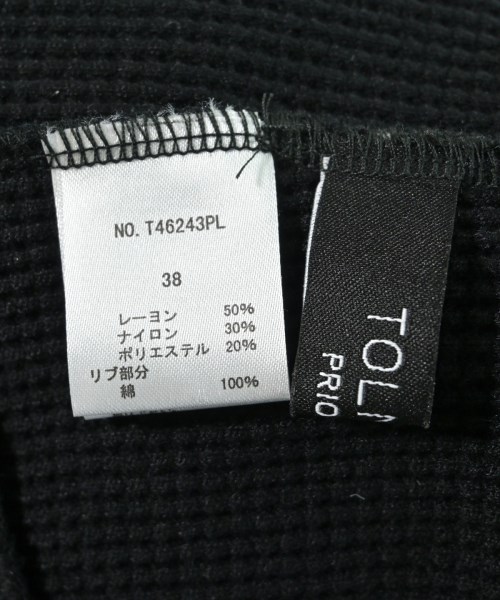 NO. T46243PL
38
レーヨン 50%
ナイロン 30%
ポリエステル 20%
リブ部分
綿 100%
TOL
PRIO